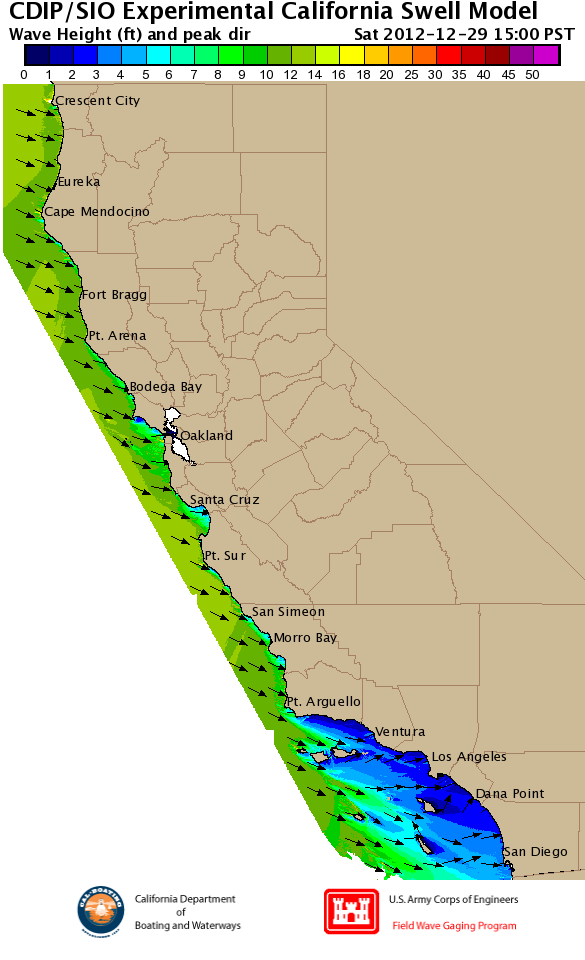 CDIP/SIO Experimental California Swell Model
Wave Height (ft) and peak dir Sat 2012-12-29 15:00 PST
0 1 2 3 4 5 6 7 8 9 10 12 14 16 18 20 25 30 35 40 45 50
Crescent City
Eureka
Cape Mendocino
Fort Bragg
Pt. Arena
Bodega Bay
Oakland
Santa Cruz
Pt. Sur
San Simeon
Morro Bay
Pt. Arguello
Ventura
Los Angeles
Dana Point
San Diego
CAL-BOATING
California Department
of
Boating and Waterways
U.S. Army Corps of Engineers
Field Wave Gaging Program